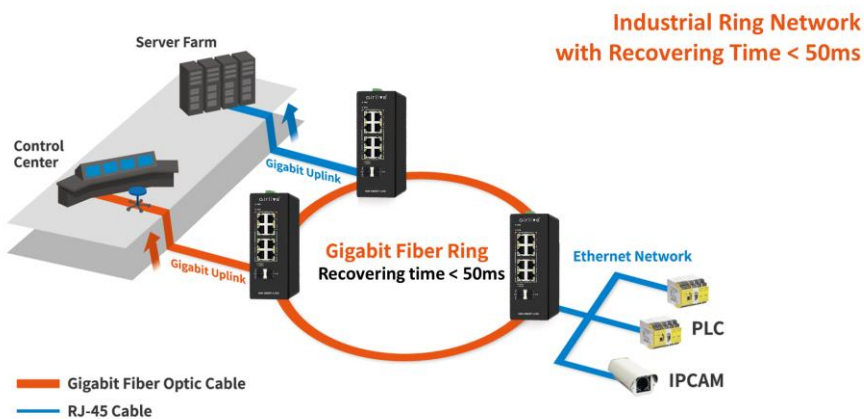 Industrial Ring Network
with Recovering Time < 50ms
Server Farm
Control
Center
Gigabit Uplink
Gigabit Uplink
Gigabit Fiber Ring
Recovering time < 50ms
Ethernet Network
PLC
IPCAM
Gigabit Fiber Optic Cable
RJ-45 Cable